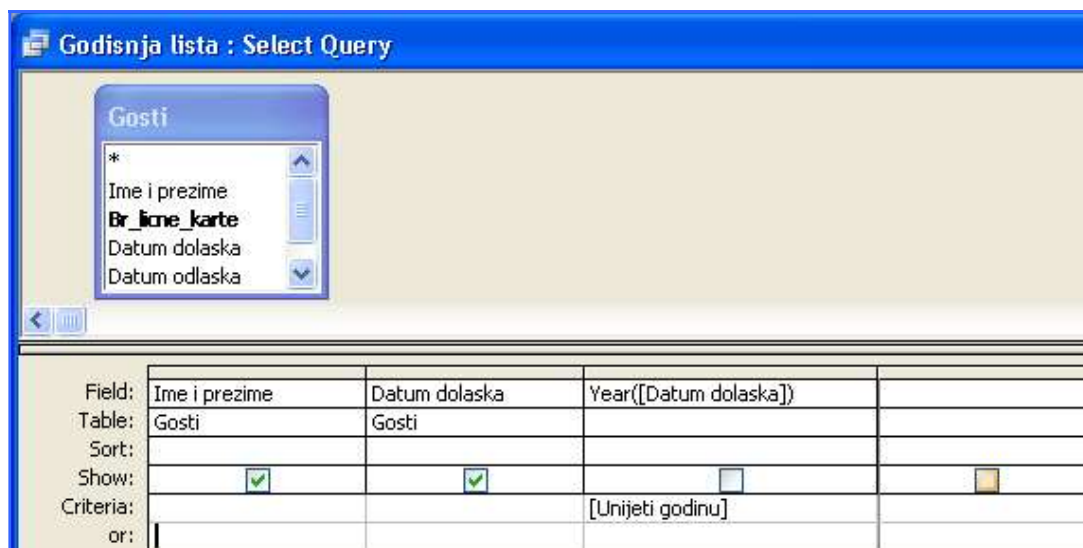 Godisnja lista : Select Query
Gosti
*
Ime i prezime
Br_licne_karte
Datum dolaska
Datum odlaska
Field: Ime i prezime Datum dolaska Year([Datum dolaska])
Table: Gosti Gosti
Sort:
Show:
Criteria: [Unijeti godinu]
or: